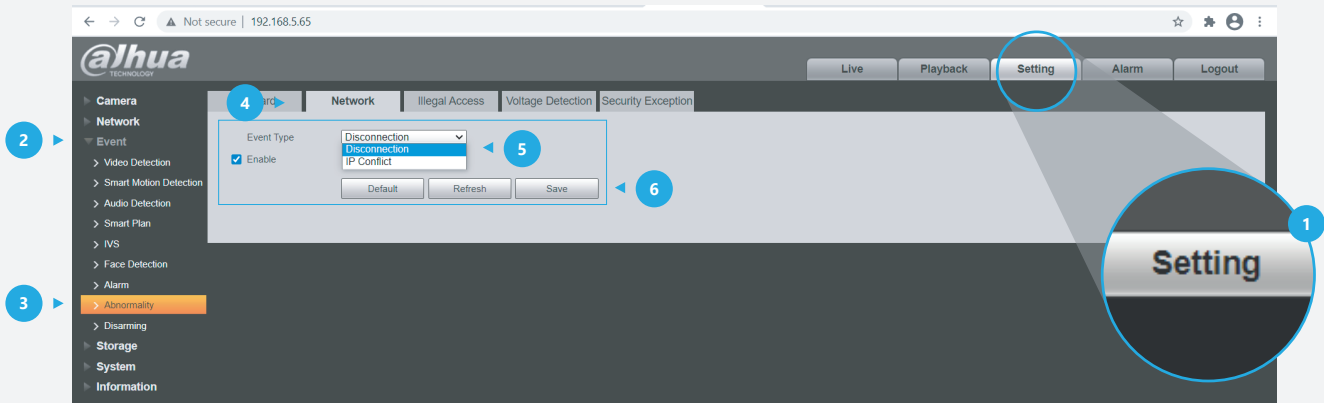 Not secure | 192.168.5.65
alhua
TECHNOLOGY
Live Playback Setting Alarm Logout
Camera
Network
Event
Video Detection
Smart Motion Detection
Audio Detection
Smart Plan
IVS
Face Detection
Alarm
Abnormality
Disarming
Storage
System
Information
Network Illegal Access Voltage Detection Security Exception
Event Type Disconnection
Disconnection
IP Conflict
Enable
Default Refresh Save
1
Setting
2
3
4
5
6